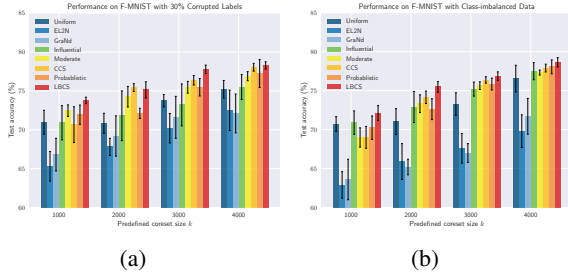 Performance on F-MNIST with 30% Corrupted Labels
85
80
75
70
65
60
Test accuracy (%)
Uniform
EL2N
GraNd
Influential
Moderate
CCS
Probablistic
LBCS
1000
2000
3000
4000
Predefined coreset size k
(a)
Performance on F-MNIST with Class-imbalanced Data
85
80
75
70
65
60
Test accuracy (%)
Uniform
EL2N
GraNd
Influential
Moderate
CCS
Probablistic
LBCS
1000
2000
3000
4000
Predefined coreset size k
(b)